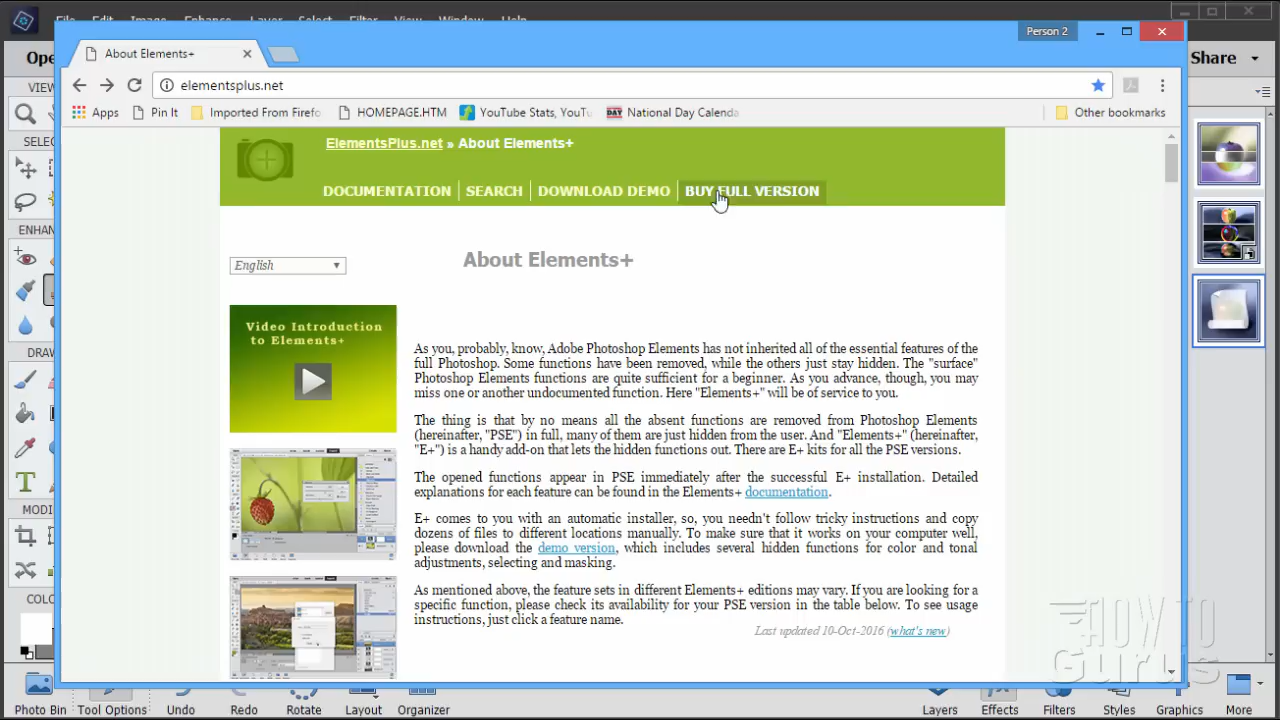 File Edit Image Enhance Layer Select Filter View Window Help
Person 2
About Elements+
elementsplus.net
Apps Pin It Imported From Firefo HOMEPAGE.HTM YouTube Stats, YouTu National Day Calenda Other bookmarks
Share
VIEW
ENHAN
MODI
COLO
ElementsPlus.net » About Elements+
DOCUMENTATION SEARCH DOWNLOAD DEMO BUY FULL VERSION
English
About Elements+
Video Introduction
to Elements+
As you, probably, know, Adobe Photoshop Elements has not inherited all of the essential features of the
full Photoshop. Some functions have been removed, while the others just stay hidden. The "surface"
Photoshop Elements functions are quite sufficient for a beginner. As you advance, though, you may
miss one or another undocumented function. Here "Elements+" will be of service to you.
The thing is that by no means all the absent functions are removed from Photoshop Elements
(hereinafter, "PSE") in full, many of them are just hidden from the user. And "Elements+" (hereinafter,
"E+") is a handy add-on that lets the hidden functions out. There are E+ kits for all the PSE versions.
The opened functions appear in PSE immediately after the successful E+ installation. Detailed
explanations for each feature can be found in the Elements+ documentation.
E+ comes to you with an automatic installer, so, you needn't follow tricky instructions and copy
dozens of files to different locations manually. To make sure that it works on your computer well,
please download the demo version, which includes several hidden functions for color and tonal
adjustments, selecting and masking.
As mentioned above, the feature sets in different Elements+ editions may vary. If you are looking for a
specific function, please check its availability for your PSE version in the table below. To see usage
instructions, just click a feature name.
Last updated 10-Oct-2016 (what's new)
HOWTO
Gurus
Photo Bin Tool Options Undo Redo Rotate Layout Organizer Layers Effects Filters Styles Graphics More